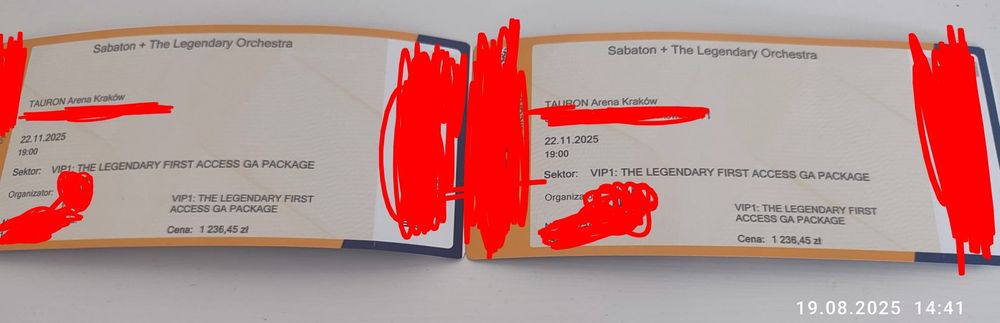 Sabaton + The Legendary Orchestra
TAURON Arena Kraków
22.11.2025
19:00
Sektor: VIP1: THE LEGENDARY FIRST ACCESS GA PACKAGE
Organizator:
VIP1: THE LEGENDARY FIRST
ACCESS GA PACKAGE
Cena: 1 236,45 zł
Sabaton + The Legendary Orchestra
TAURON Arena Kraków
22.11.2025
19:00
Sektor: VIP1: THE LEGENDARY FIRST ACCESS GA PACKAGE
VIP1: THE LEGENDARY FIRST
ACCESS GA PACKAGE
Cena: 1 236,45 zł
19.08.2025 14:41